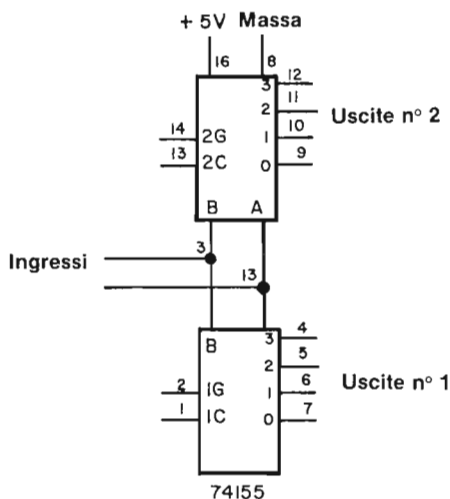 + 5V Massa
16 8
3 12
2 11
Uscite n° 2
14 2G 1 10
13 2C 0 9
B A
3
Ingressi
13
B 3 4
2 5
2 1G 1 6
Uscite n° 1
1 1C 0 7
74155